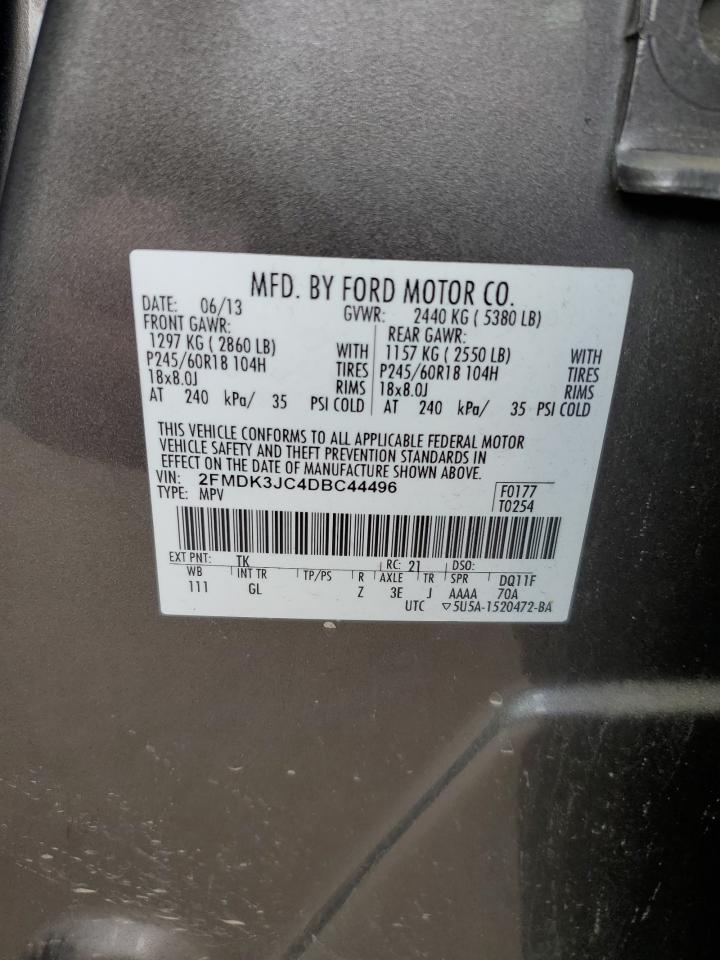 MFD. BY FORD MOTOR CO.
DATE: 06/13 GVWR: 2440 KG ( 5380 LB)
FRONT GAWR: REAR GAWR:
1297 KG ( 2860 LB) WITH 1157 KG ( 2550 LB) WITH
P245/60R18 104H TIRES P245/60R18 104H TIRES
18x8.0J RIMS 18x8.0J RIMS
AT 240 kPa/ 35 PSI COLD AT 240 kPa/ 35 PSI COLD
THIS VEHICLE CONFORMS TO ALL APPLICABLE FEDERAL MOTOR
VEHICLE SAFETY AND THEFT PREVENTION STANDARDS IN
EFFECT ON THE DATE OF MANUFACTURE SHOWN ABOVE.
VIN: 2FMDK3JC4DBC44496 F0177
TYPE: MPV T0254
EXT PNT: TK RC: 21 DSO:
WB INT TR TP/PS R AXLE TR SPR DQ11F
111 GL Z 3E J AAAA 70A
UTC ▽5U5A-1520472-BA